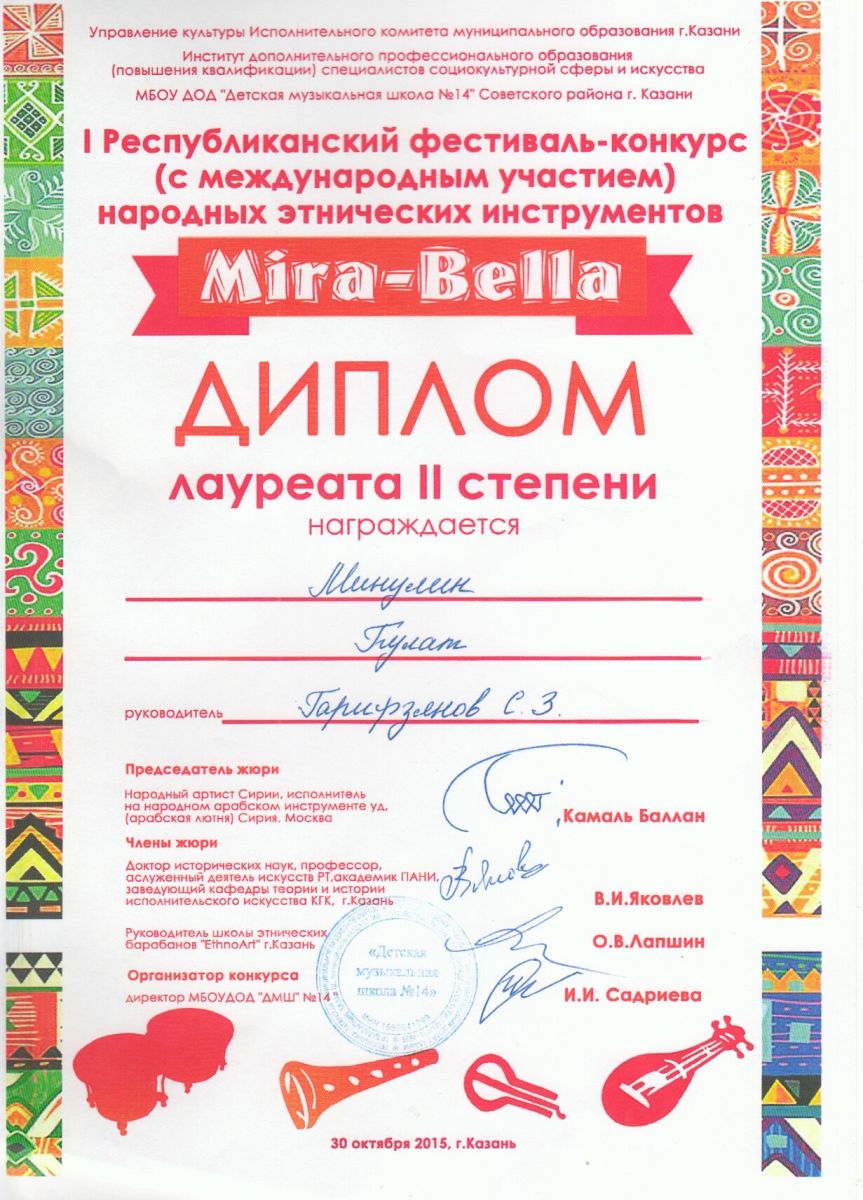 Управление культуры Исполнительного комитета муниципального образования г.Казани
Институт дополнительного профессионального образования
(повышения квалификации) специалистов социокультурной сферы и искусства
МБОУ ДОД "Детская музыкальная школа №14" Советского района г. Казани
I Республиканский фестиваль-конкурс
(с международным участием)
народных этнических инструментов
Mira-Bella
ДИПЛОМ
лауреата II степени
награждается
Минулин
Булат
руководитель Гарифзянов С. З.
Председатель жюри
Народный артист Сирии, исполнитель
на народном арабском инструменте уд,
(арабская лютня) Сирия. Москва
,Камаль Баллан
Члены жюри
Доктор исторических наук, профессор,
аслуженный деятель искусств РТ,академик ПАНИ,
заведующий кафедры теории и истории
исполнительского искусства КГК, г.Казань
В.И.Яковлев
Руководитель школы этнических
барабанов "EthnoArt" г.Казань
О.В.Лапшин
Организатор конкурса
директор МБОУДОД "ДМШ" №14"
И.И. Садриева
«Детская
музыкальная
школа №14»
30 октября 2015, г.Казань